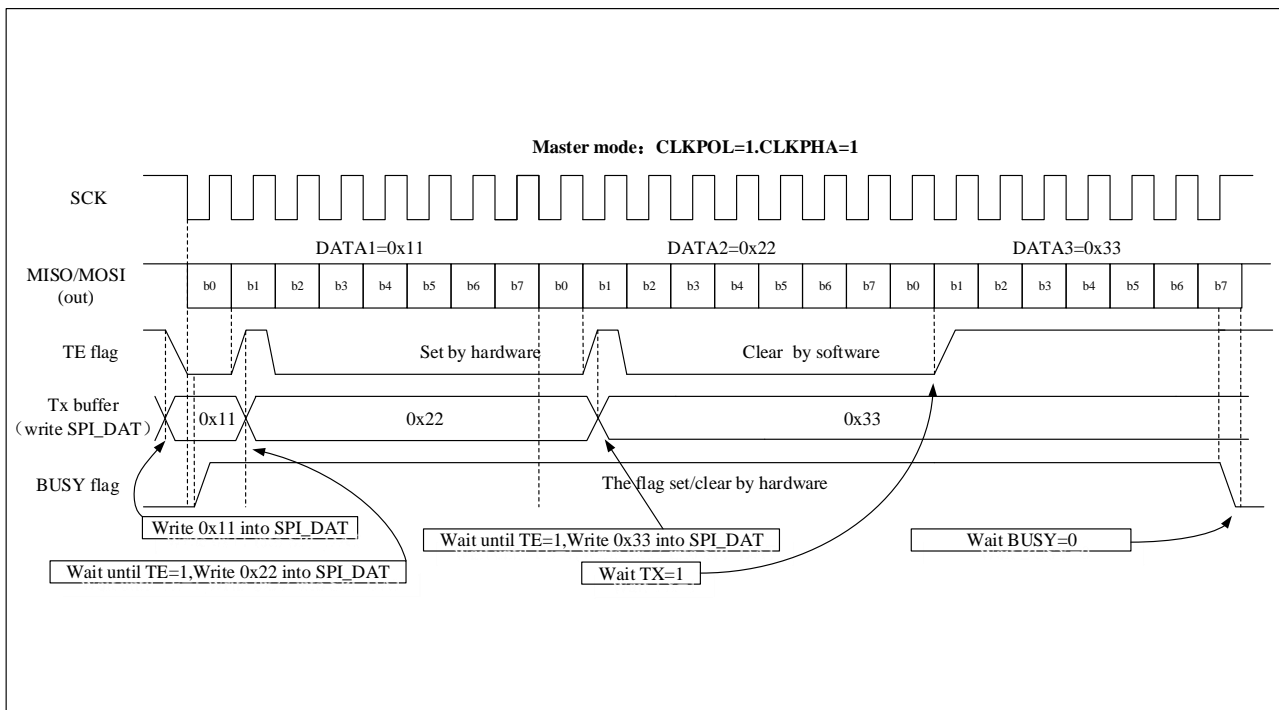 Master mode：CLKPOL=1.CLKPHA=1
SCK
DATA1=0x11 DATA2=0x22 DATA3=0x33
MISO/MOSI
(out)
b0 b1 b2 b3 b4 b5 b6 b7 b0 b1 b2 b3 b4 b5 b6 b7 b0 b1 b2 b3 b4 b5 b6 b7
TE flag
Set by hardware
Clear by software
Tx buffer
（write SPI_DAT）
0x11 0x22 0x33
BUSY flag
The flag set/clear by hardware
Write 0x11 into SPI_DAT
Wait until TE=1,Write 0x33 into SPI_DAT
Wait BUSY=0
Wait until TE=1,Write 0x22 into SPI_DAT
Wait TX=1